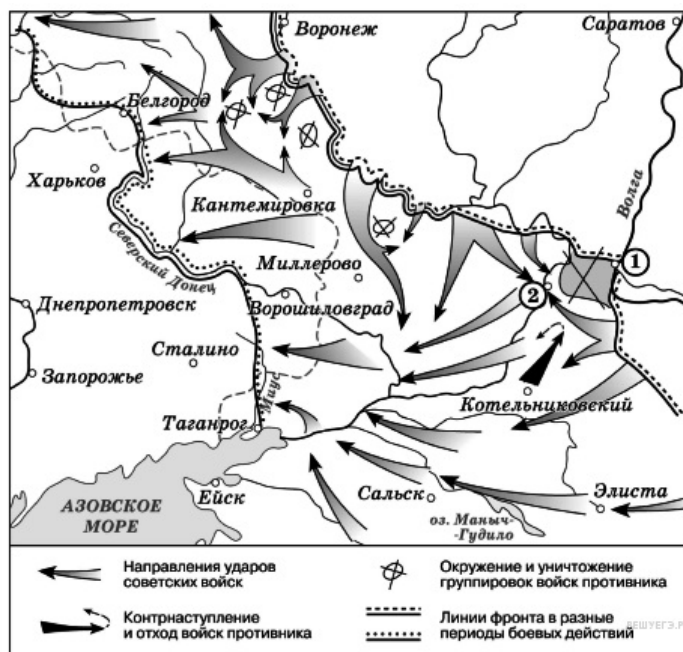 Воронеж
Саратов
Белгород
Харьков
Кантемировка
Волга
Северский Донец
Миллерово
1
2
Днепропетровск
Ворошиловград
Сталино
Запорожье
Миус
Котельниковский
Таганрог
АЗОВСКОЕ
МОРЕ
Ейск
Сальск
Элиста
оз. Маныч-
-Гудило
Направления ударов
советских войск
Окружение и уничтожение
группировок войск противника
Контрнаступление
и отход войск противника
Линии фронта в разные
периоды боевых действий